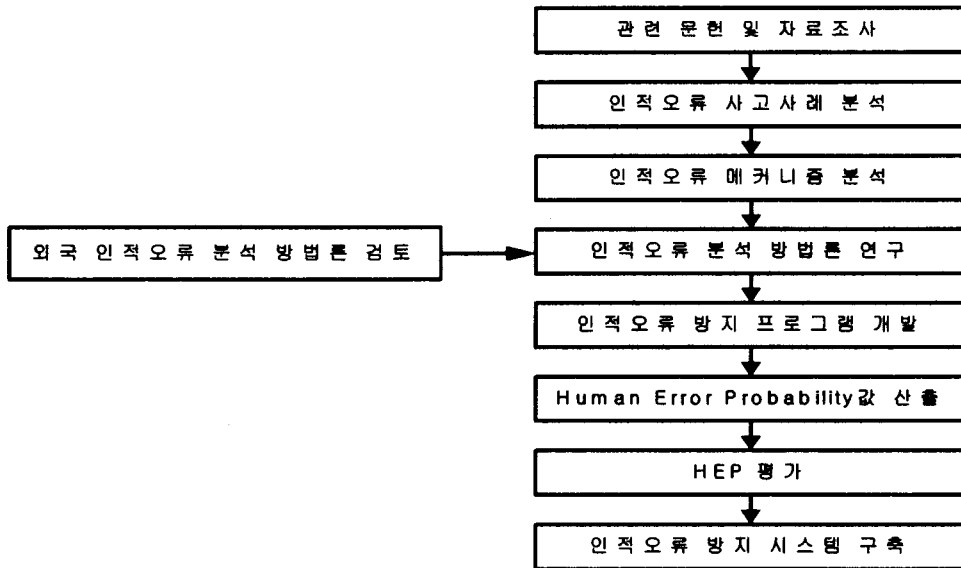 관련 문헌 및 자료조사
인적오류 사고사례 분석
인적오류 메커니즘 분석
외국 인적오류 분석 방법론 검토
인적오류 분석 방법론 연구
인적오류 방지 프로그램 개발
Human Error Probability값 산출
HEP 평가
인적오류 방지 시스템 구축